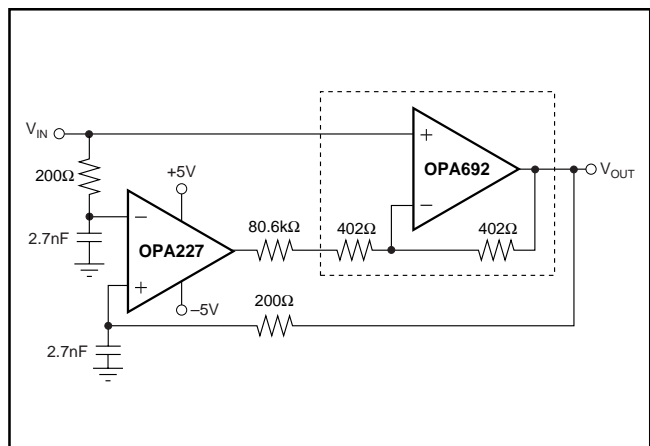 V_IN
+
OPA692
V_OUT
200Ω
+5V
−
80.6kΩ
402Ω
402Ω
−
2.7nF
OPA227
+
–5V
200Ω
2.7nF